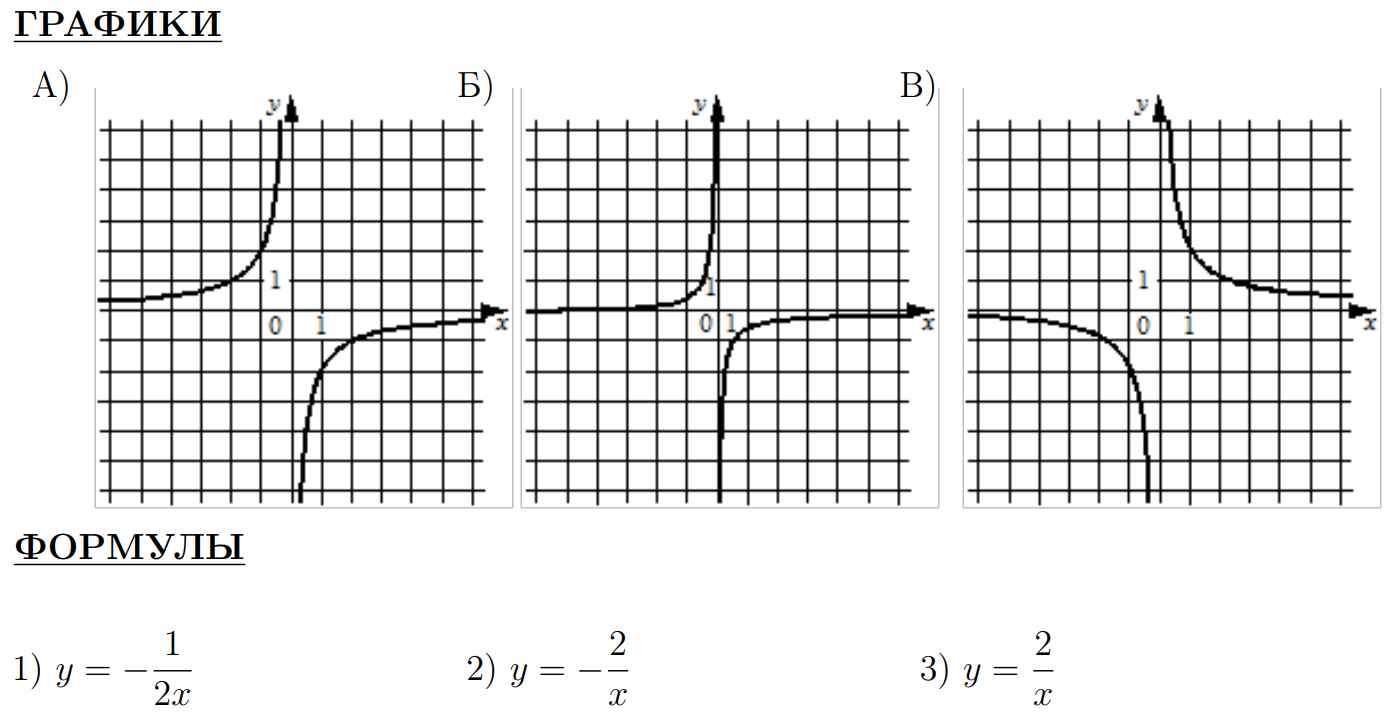 ГРАФИКИ
А) Б) В)
y y y
1 1 1
0 1 x 0 1 x 0 1 x
ФОРМУЛЫ
1) y = −1/(2x) 2) y = −2/x 3) y = 2/x